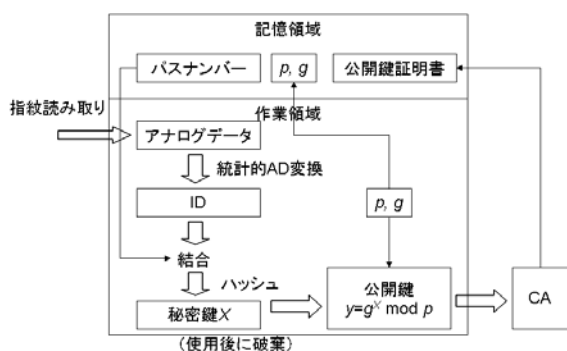 記憶領域
パスナンバー
p, g
公開鍵証明書
指紋読み取り
作業領域
アナログデータ
統計的AD変換
ID
p, g
結合
ハッシュ
公開鍵
y=g^X mod p
CA
秘密鍵X
(使用後に破棄)